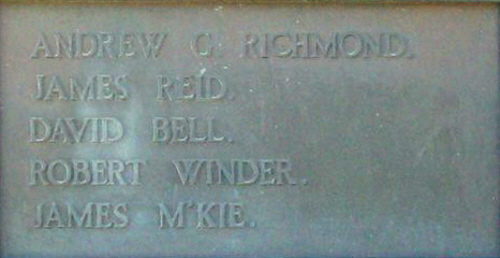 ANDREW C. RICHMOND.
JAMES REID.
DAVID BELL.
ROBERT WINDER.
JAMES M'KIE.